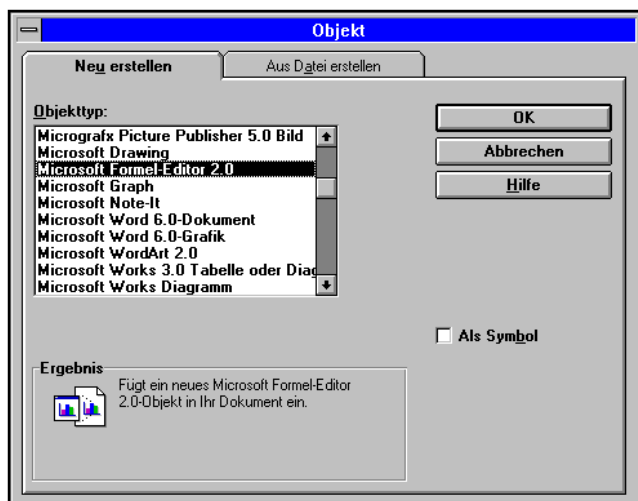 Objekt
Neu erstellen
Aus Datei erstellen
Objekttyp:
Micrografx Picture Publisher 5.0 Bild
Microsoft Drawing
Microsoft Formel-Editor 2.0
Microsoft Graph
Microsoft Note-It
Microsoft Word 6.0-Dokument
Microsoft Word 6.0-Grafik
Microsoft WordArt 2.0
Microsoft Works 3.0 Tabelle oder Diag
Microsoft Works Diagramm
OK
Abbrechen
Hilfe
Als Symbol
Ergebnis
Fügt ein neues Microsoft Formel-Editor
2.0-Objekt in Ihr Dokument ein.